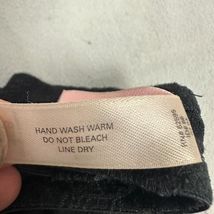 HAND WASH WARM
DO NOT BLEACH
LINE DRY